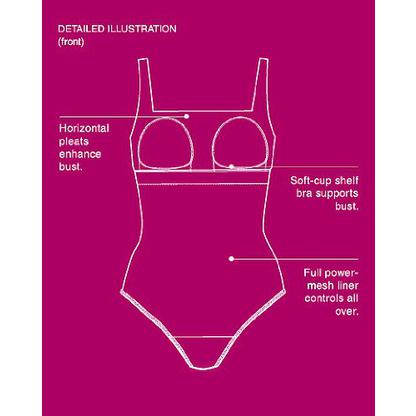 DETAILED ILLUSTRATION
(front)
Horizontal
pleats
enhance
bust.
Soft-cup shelf
bra supports
bust.
Full power-
mesh liner
controls all
over.